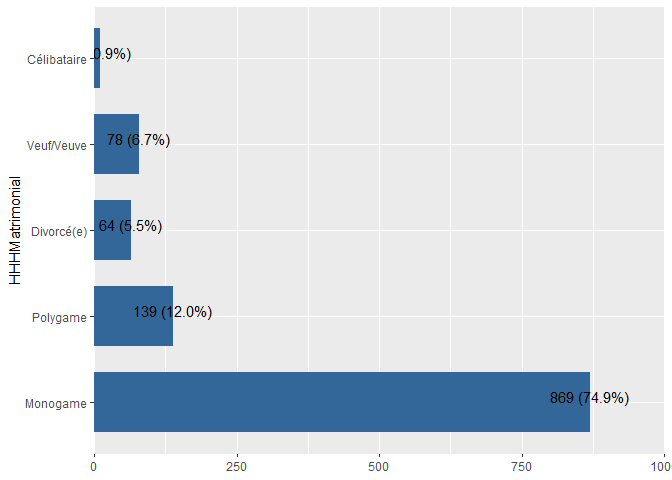 HHHMatrimonial
Célibataire
0.9%)
Veuf/Veuve
78 (6.7%)
Divorcé(e)
64 (5.5%)
Polygame
139 (12.0%)
Monogame
869 (74.9%)
0 250 500 750 100